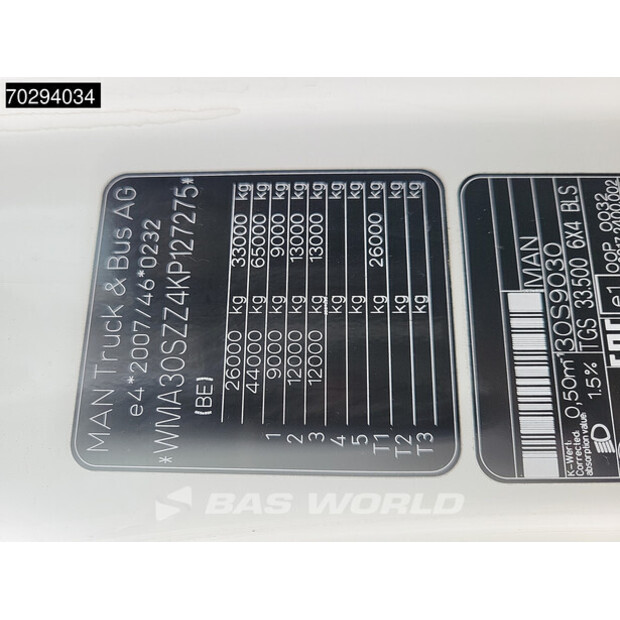 70294034
MAN Truck & Bus AG
e4*2007/46*0232
*WMA30SZZ4KP127275*
(BE)
26000 kg 33000 kg
44000 kg 65000 kg
1 9000 kg 9000 kg
2 12000 kg 13000 kg
3 12000 kg 13000 kg
4 kg kg
5 kg kg
T1 kg 26000 kg
T2 kg kg
T3 kg kg
MAN
30S9030
TGS 33.500 6X4 BLS
K-Wert:
Corrected
absorption value:
0,50m
1.5%
e1
OOP 0032
BAS WORLD